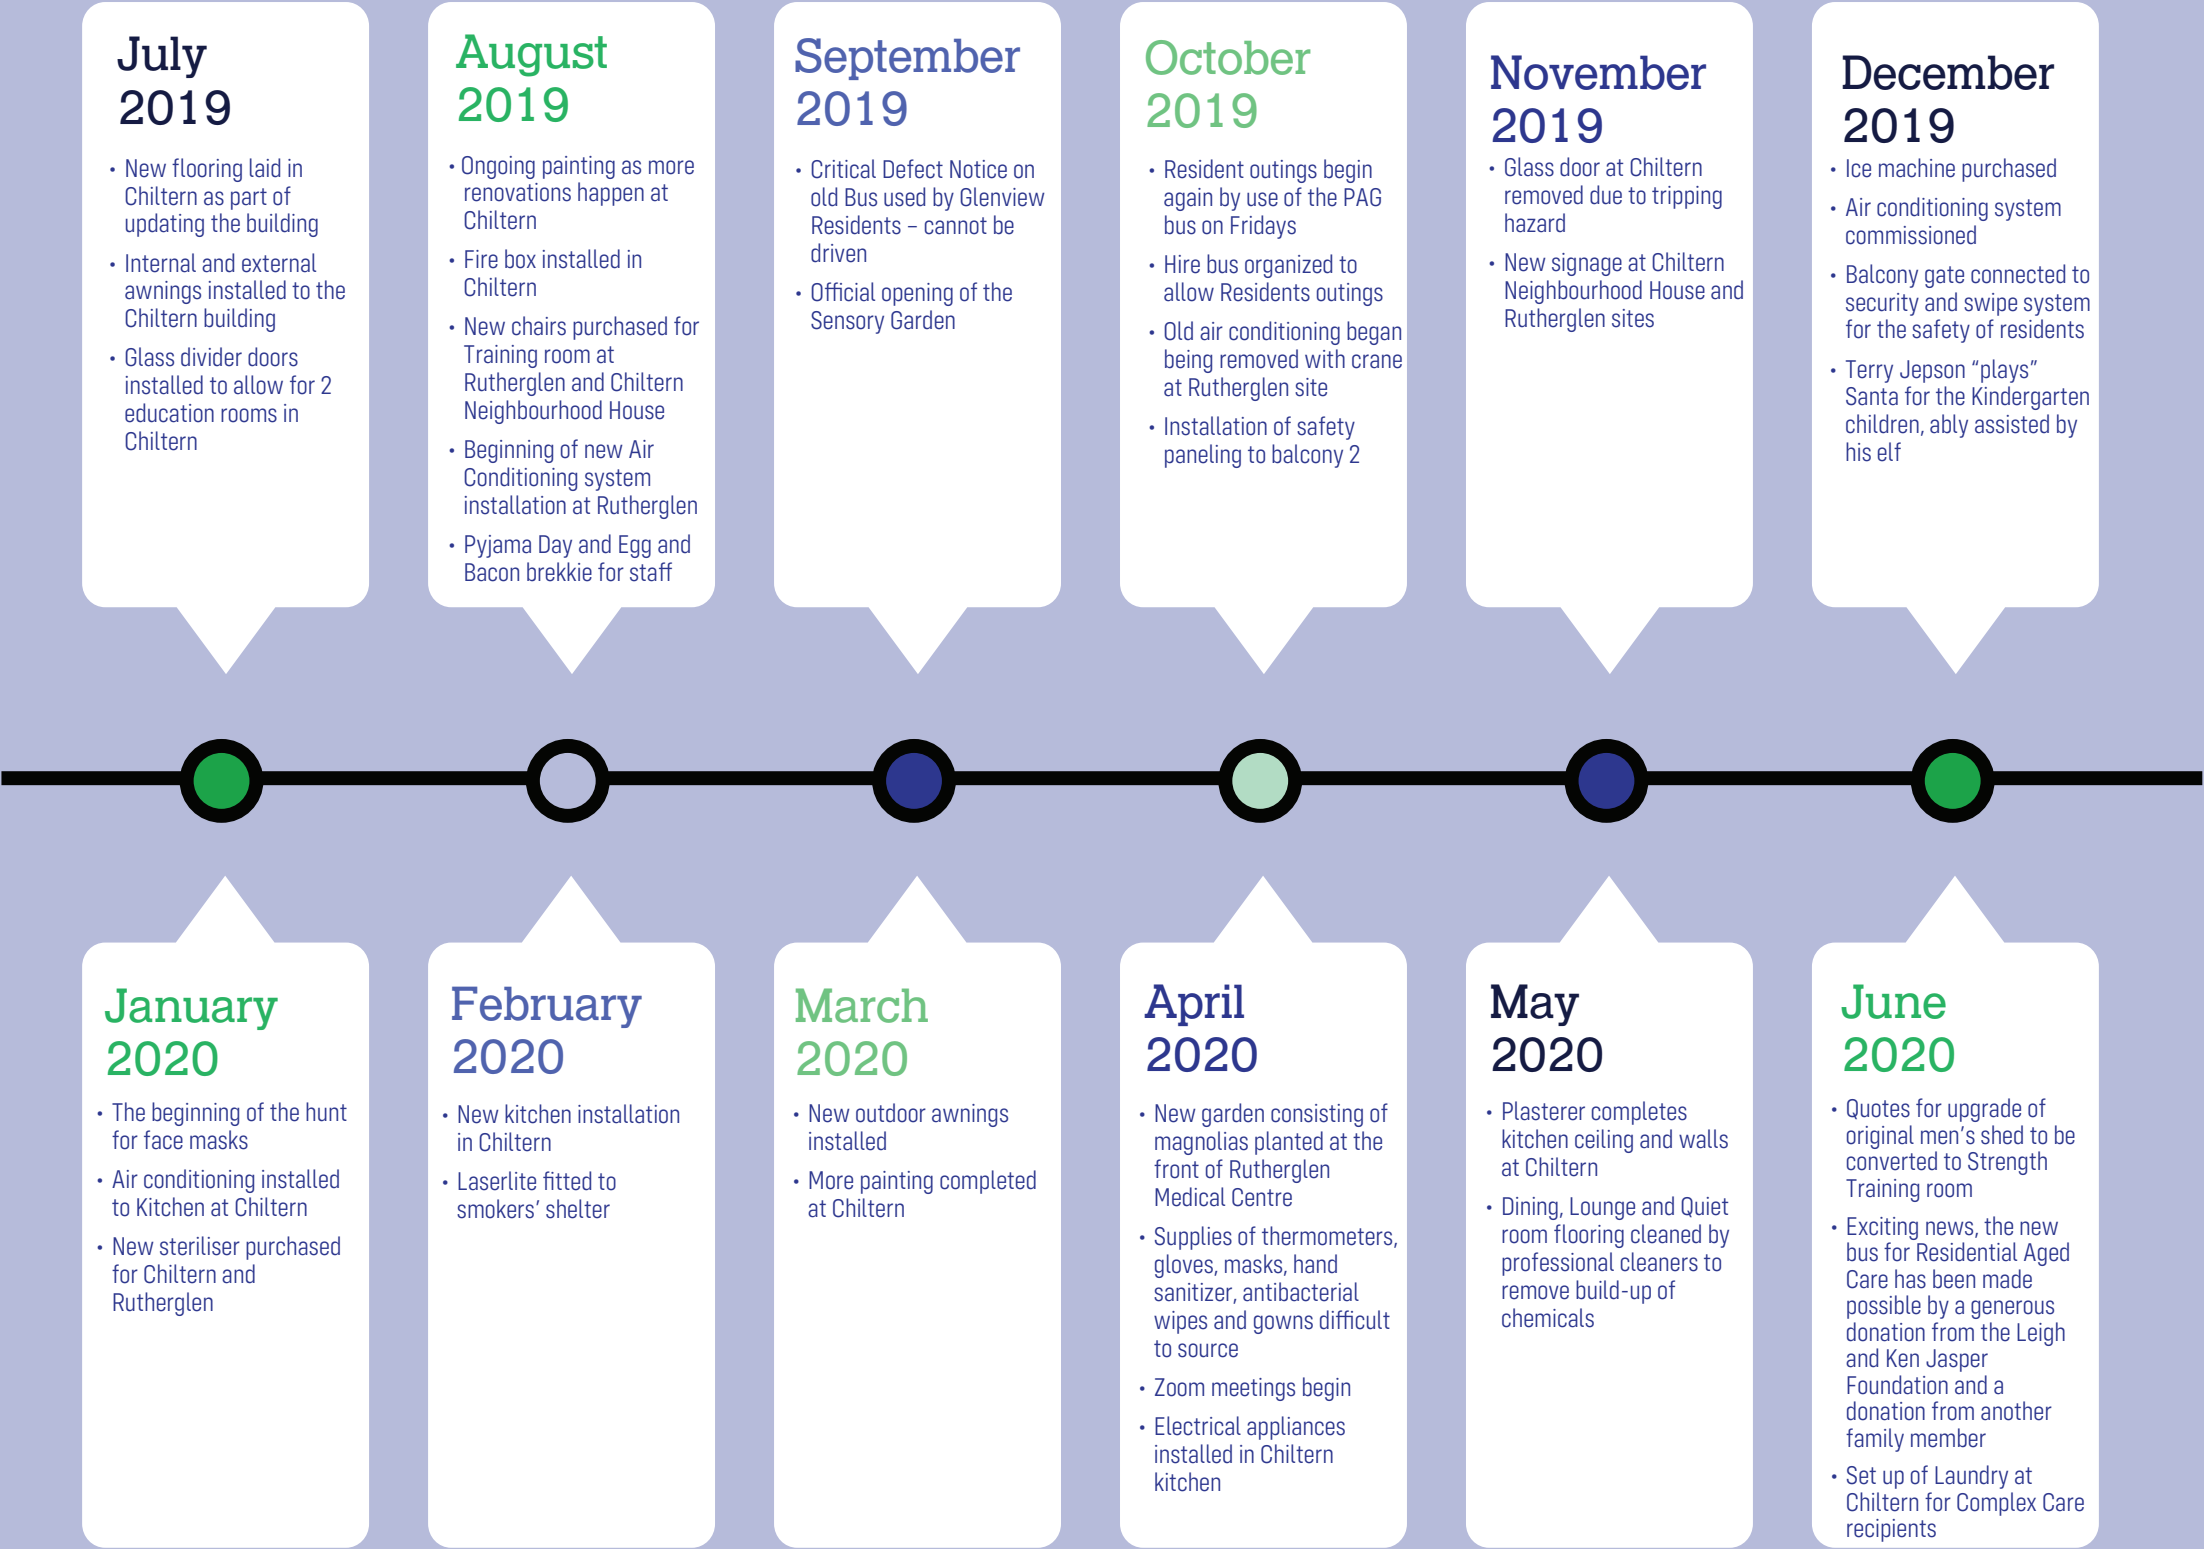 July
2019
• New flooring laid in
Chiltern as part of
updating the building
• Internal and external
awnings installed to the
Chiltern building
• Glass divider doors
installed to allow for 2
education rooms in
Chiltern
August
2019
• Ongoing painting as more
renovations happen at
Chiltern
• Fire box installed in
Chiltern
• New chairs purchased for
Training room at
Rutherglen and Chiltern
Neighbourhood House
• Beginning of new Air
Conditioning system
installation at Rutherglen
• Pyjama Day and Egg and
Bacon brekkie for staff
September
2019
• Critical Defect Notice on
old Bus used by Glenview
Residents – cannot be
driven
• Official opening of the
Sensory Garden
October
2019
• Resident outings begin
again by use of the PAG
bus on Fridays
• Hire bus organized to
allow Residents outings
• Old air conditioning began
being removed with crane
at Rutherglen site
• Installation of safety
paneling to balcony 2
November
2019
• Glass door at Chiltern
removed due to tripping
hazard
• New signage at Chiltern
Neighbourhood House and
Rutherglen sites
December
2019
• Ice machine purchased
• Air conditioning system
commissioned
• Balcony gate connected to
security and swipe system
for the safety of residents
• Terry Jepson “plays”
Santa for the Kindergarten
children, ably assisted by
his elf
January
2020
• The beginning of the hunt
for face masks
• Air conditioning installed
to Kitchen at Chiltern
• New steriliser purchased
for Chiltern and
Rutherglen
February
2020
• New kitchen installation
in Chiltern
• Laserlite fitted to
smokers’ shelter
March
2020
• New outdoor awnings
installed
• More painting completed
at Chiltern
April
2020
• New garden consisting of
magnolias planted at the
front of Rutherglen
Medical Centre
• Supplies of thermometers,
gloves, masks, hand
sanitizer, antibacterial
wipes and gowns difficult
to source
• Zoom meetings begin
• Electrical appliances
installed in Chiltern
kitchen
May
2020
• Plasterer completes
kitchen ceiling and walls
at Chiltern
• Dining, Lounge and Quiet
room flooring cleaned by
professional cleaners to
remove build-up of
chemicals
June
2020
• Quotes for upgrade of
original men’s shed to be
converted to Strength
Training room
• Exciting news, the new
bus for Residential Aged
Care has been made
possible by a generous
donation from the Leigh
and Ken Jasper
Foundation and a
donation from another
family member
• Set up of Laundry at
Chiltern for Complex Care
recipients